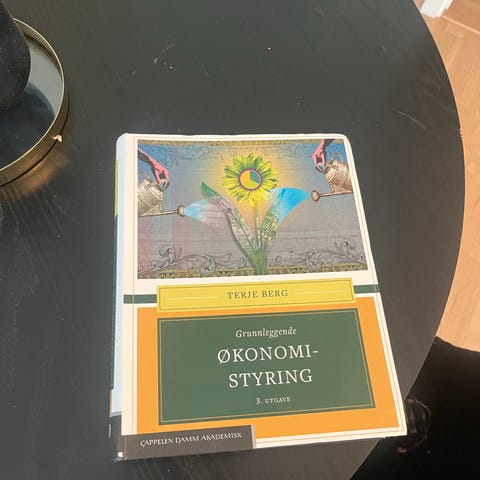 TERJE BERG
Grunnleggende
ØKONOMI-
STYRING
3. UTGAVE
CAPPELEN DAMM AKADEMISK